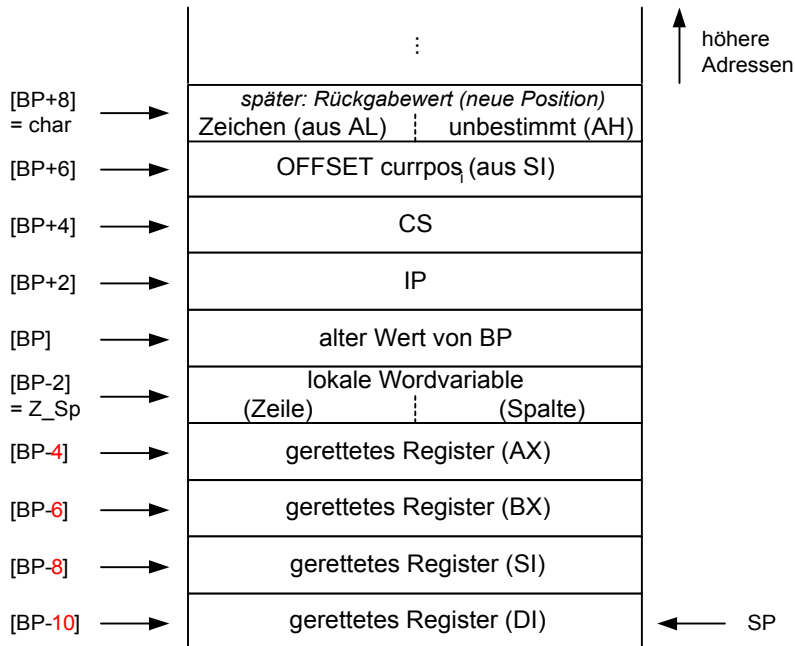 ⋮
höhere
Adressen
[BP+8]
= char
später: Rückgabewert (neue Position)
Zeichen (aus AL) unbestimmt (AH)
[BP+6] OFFSET currposi (aus SI)
[BP+4] CS
[BP+2] IP
[BP] alter Wert von BP
[BP-2]
= Z_Sp
lokale Wordvariable
(Zeile) (Spalte)
[BP-4] gerettetes Register (AX)
[BP-6] gerettetes Register (BX)
[BP-8] gerettetes Register (SI)
[BP-10] gerettetes Register (DI) SP